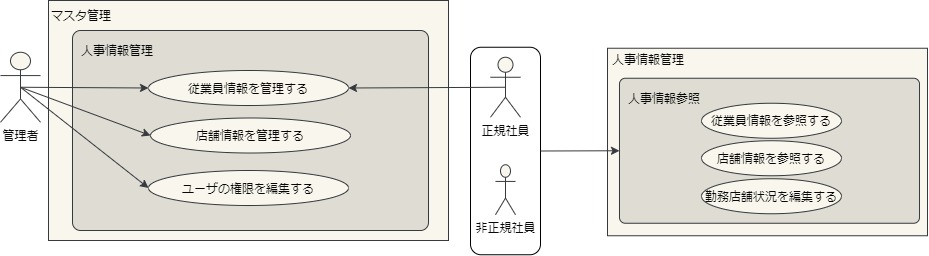 マスタ管理
人事情報管理
従業員情報を管理する
店舗情報を管理する
ユーザの権限を編集する
管理者
正規社員
非正規社員
人事情報管理
人事情報参照
従業員情報を参照する
店舗情報を参照する
勤務店舗状況を編集する